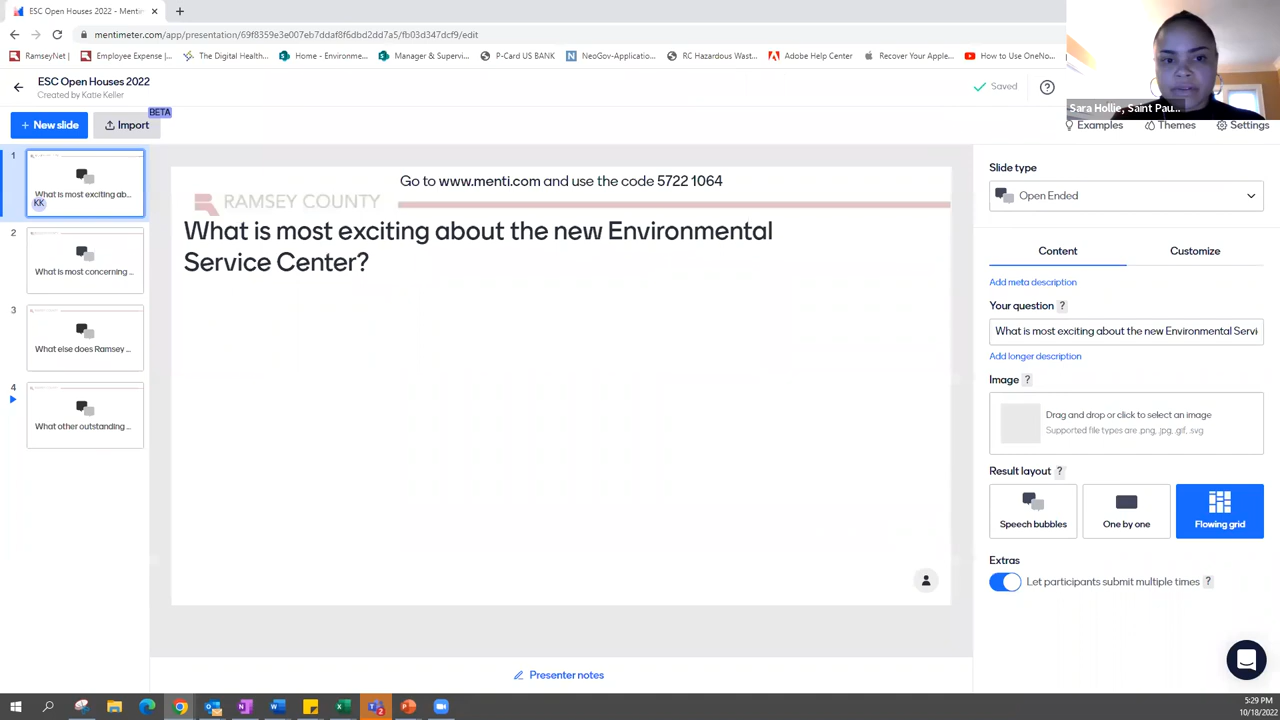 ESC Open Houses 2022 - Mentime
mentimeter.com/app/presentation/69f8359e3e007eb7ddaf8f6dbd2dd7a5/fb03d347dcf9/edit
RamseyNet |
Employee Expense |...
The Digital Health...
Home - Environme...
Manager & Supervi...
P-Card US BANK
NeoGov-Application...
RC Hazardous Wast...
Adobe Help Center
Recover Your Apple...
How to Use OneNo...
ESC Open Houses 2022
Created by Katie Keller
Saved
Sara Hollie, Saint Pau...
+ New slide
Import
BETA
Examples
Themes
Settings
1
What is most exciting ab...
KK
2
What is most concerning ...
3
What else does Ramsey ...
4
What other outstanding ...
Go to www.menti.com and use the code 5722 1064
RAMSEY COUNTY
What is most exciting about the new Environmental
Service Center?
Presenter notes
Slide type
Open Ended
Content
Customize
Add meta description
Your question ?
What is most exciting about the new Environmental Servi
Add longer description
Image ?
Drag and drop or click to select an image
Supported file types are .png, .jpg, .gif, .svg
Result layout ?
Speech bubbles
One by one
Flowing grid
Extras
Let participants submit multiple times ?
5:29 PM
10/18/2022